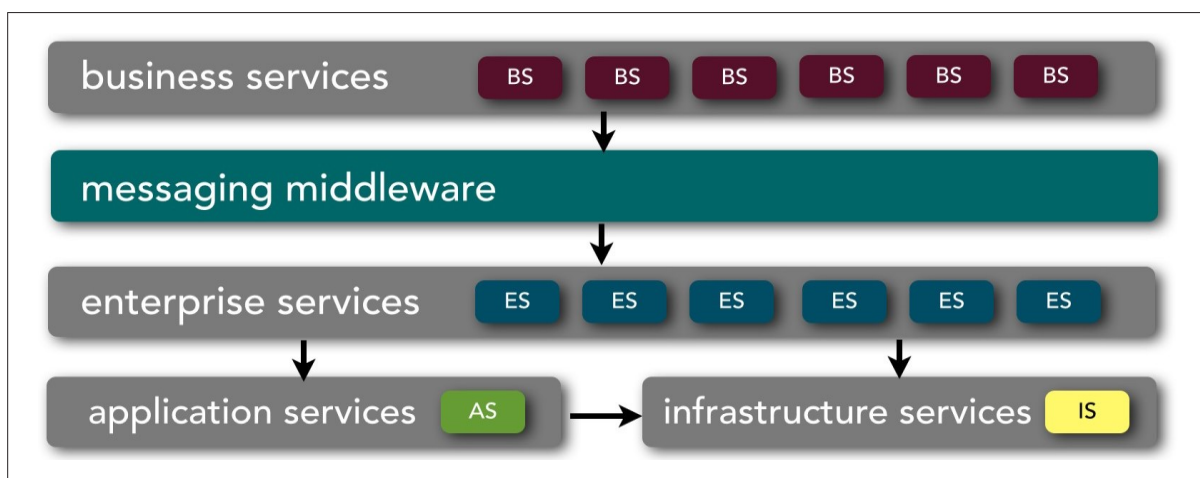 business services BS BS BS BS BS BS
messaging middleware
enterprise services ES ES ES ES ES ES
application services AS infrastructure services IS